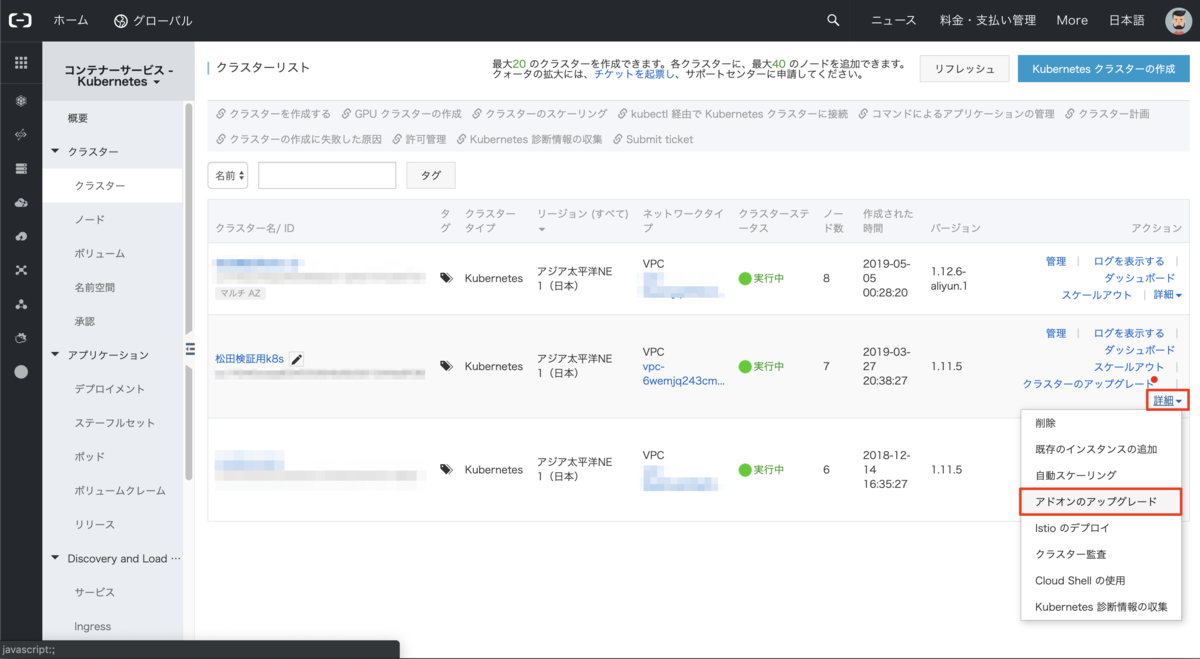 ホーム
グローバル
ニュース
料金・支払い管理
More
日本語
コンテナーサービス -
Kubernetes
概要
クラスター
クラスター
ノード
ボリューム
名前空間
承認
アプリケーション
デプロイメント
ステーフルセット
ポッド
ボリュームクレーム
リリース
Discovery and Load ···
サービス
Ingress
javascript:;
クラスターリスト
最大20 のクラスターを作成できます。各クラスターに、最大40 のノードを追加できます。
クォータの拡大には、チケットを起票し、サポートセンターに申請してください。
リフレッシュ
Kubernetes クラスターの作成
クラスターを作成する
GPU クラスターの作成
クラスターのスケーリング
kubectl 経由で Kubernetes クラスターに接続
コマンドによるアプリケーションの管理
クラスター計画
クラスターの作成に失敗した原因
許可管理
Kubernetes 診断情報の収集
Submit ticket
名前
タグ
クラスター名/ ID
タ
グ
クラスター
タイプ
リージョン (すべて)
ネットワークタイ
プ
クラスターステ
ータス
ノー
ド数
作成された
時間
バージョン
アクション
マルチ AZ
Kubernetes
アジア太平洋NE
1（日本）
VPC
実行中
8
2019-05-
05
00:28:20
1.12.6-
aliyun.1
管理
ログを表示する
ダッシュボード
スケールアウト
詳細
松田検証用k8s
Kubernetes
アジア太平洋NE
1（日本）
VPC
vpc-
6wemjq243cm...
実行中
7
2019-03-
27
20:38:27
1.11.5
管理
ログを表示する
ダッシュボード
スケールアウト
クラスターのアップグレード
詳細
Kubernetes
アジア太平洋NE
1（日本）
VPC
実行中
6
2018-12-
14
16:35:27
1.11.5
削除
既存のインスタンスの追加
自動スケーリング
アドオンのアップグレード
Istio のデプロイ
クラスター監査
Cloud Shell の使用
Kubernetes 診断情報の収集